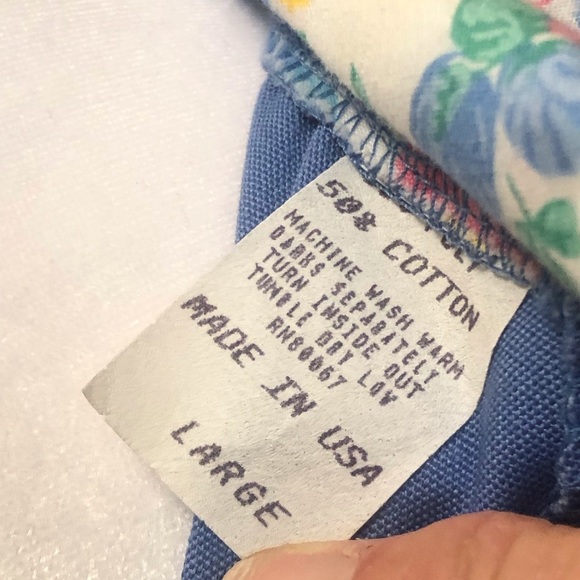 50% COTTON
MACHINE WASH WARM
DARKS SEPARATELY
TURN INSIDE OUT
TUMBLE DRY LOW
RN80067
MADE IN USA
LARGE